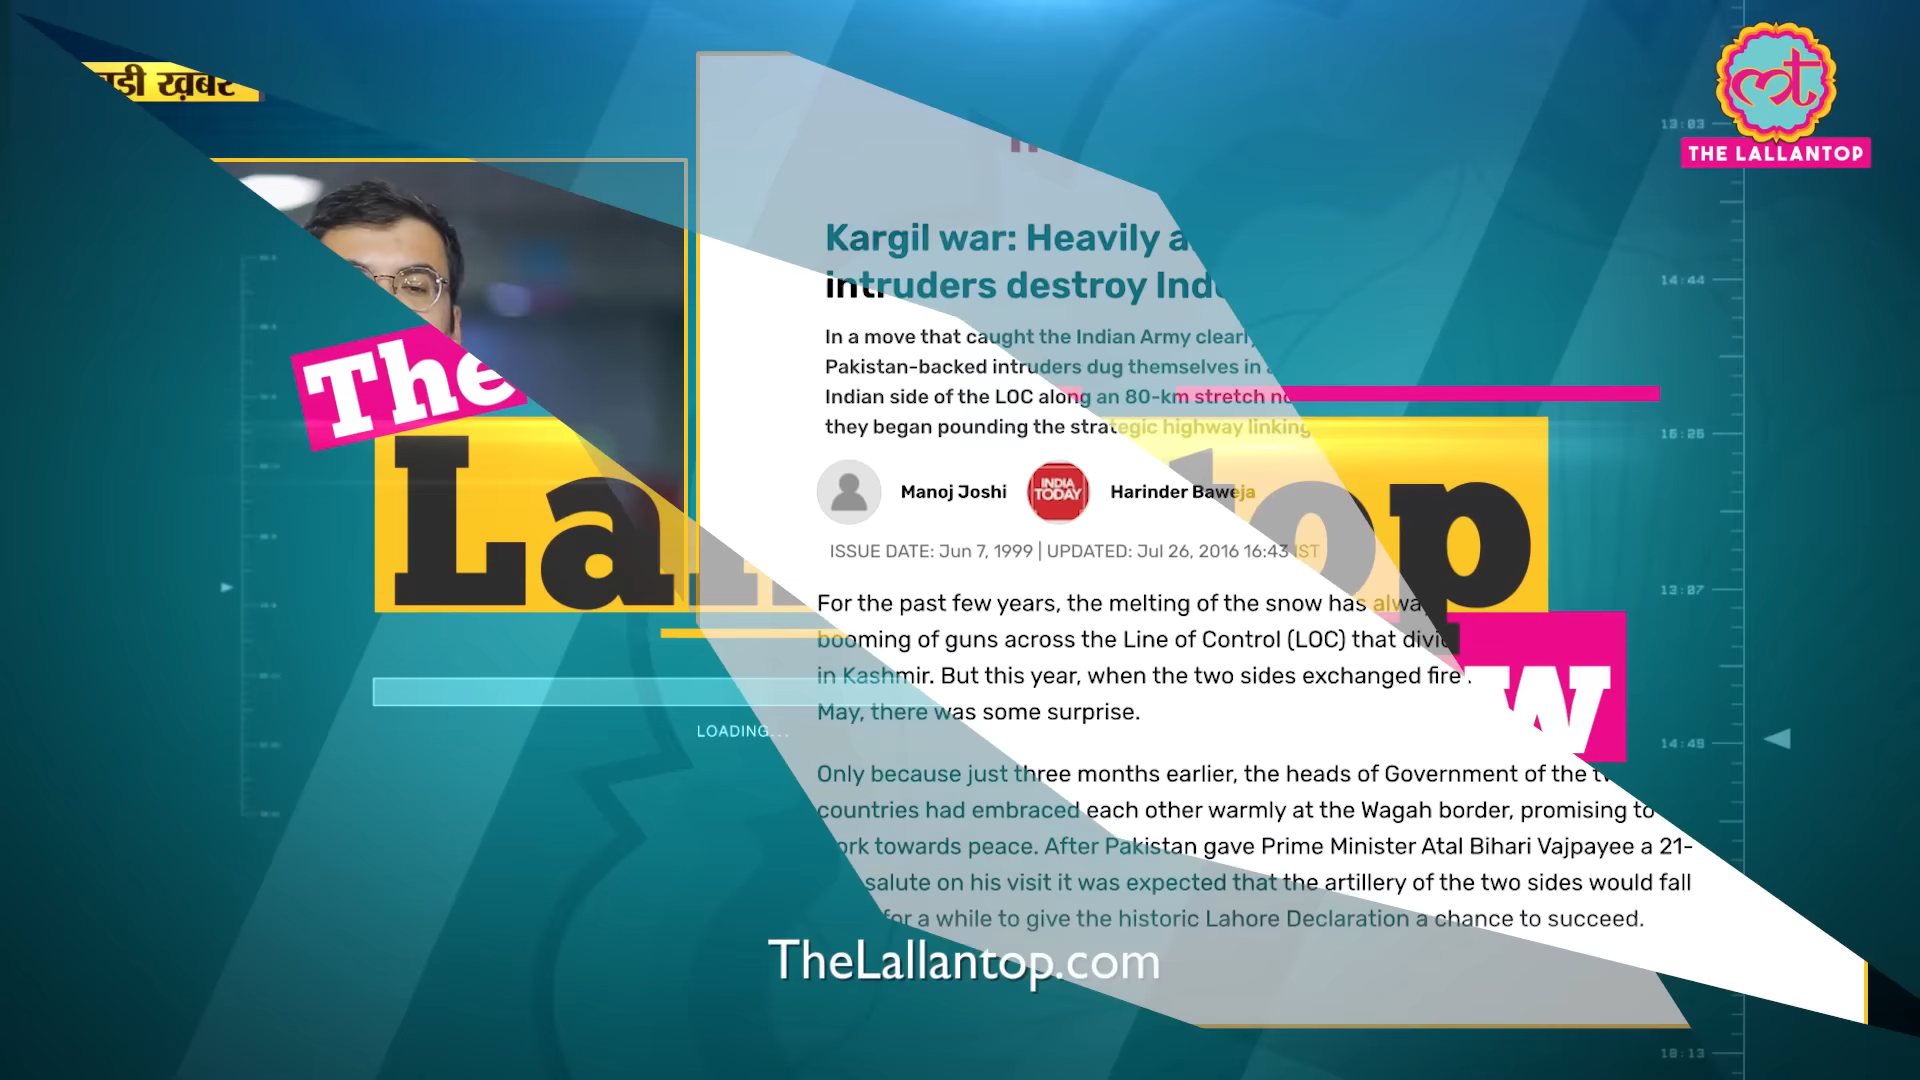 ड़ी ख़बर
THE LALLANTOP
13:03
Kargil war: Heavily a
intruders destroy Ind
14:44
In a move that caught the Indian Army clearly
Pakistan-backed intruders dug themselves in
Indian side of the LOC along an 80-km stretch
they began pounding the strategic highway linking
The
La
op
w
15:25
Manoj Joshi
INDIA TODAY
Harinder Baweja
ISSUE DATE: Jun 7, 1999 | UPDATED: Jul 26, 2016 16:43 IST
13:07
For the past few years, the melting of the snow has alwa
booming of guns across the Line of Control (LOC) that divi
in Kashmir. But this year, when the two sides exchanged fire
May, there was some surprise.
LOADING...
14:49
Only because just three months earlier, the heads of Government of the
countries had embraced each other warmly at the Wagah border, promising to
ork towards peace. After Pakistan gave Prime Minister Atal Bihari Vajpayee a 21-
salute on his visit it was expected that the artillery of the two sides would fall
for a while to give the historic Lahore Declaration a chance to succeed.
TheLallantop.com
18:13